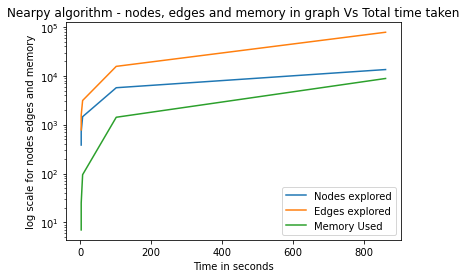 Nearpy algorithm - nodes, edges and memory in graph Vs Total time taken
log scale for nodes edges and memory
10⁵
10⁴
10³
10²
10¹
Nodes explored
Edges explored
Memory Used
0 200 400 600 800
Time in seconds